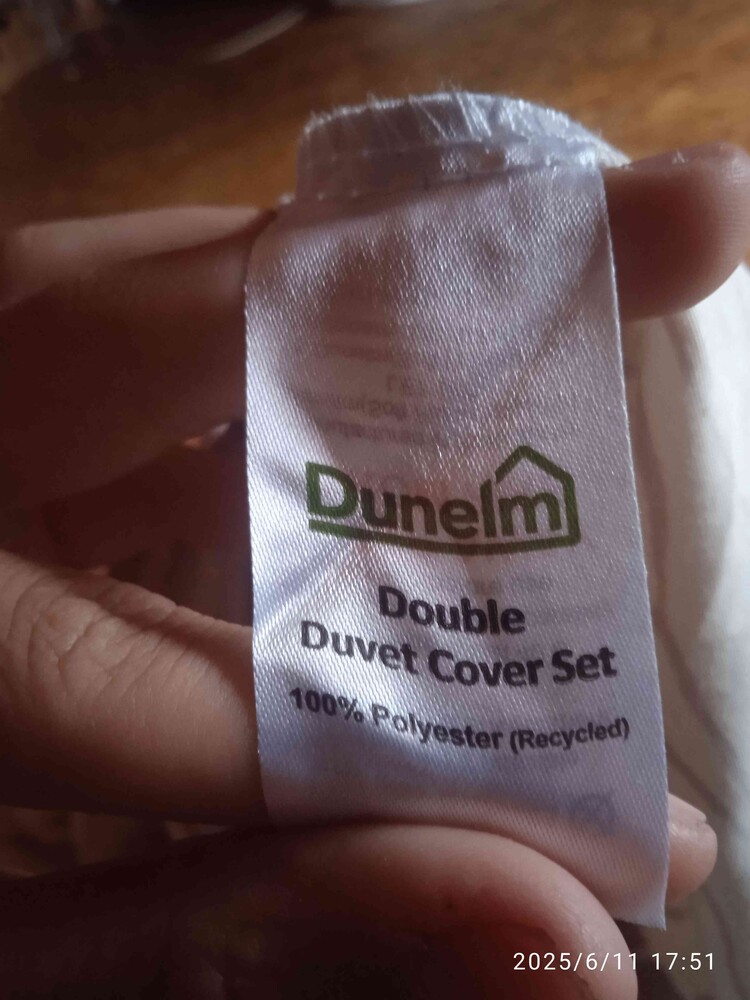 Dunelm
Double
Duvet Cover Set
100% Polyester (Recycled)
2025/6/11 17:51